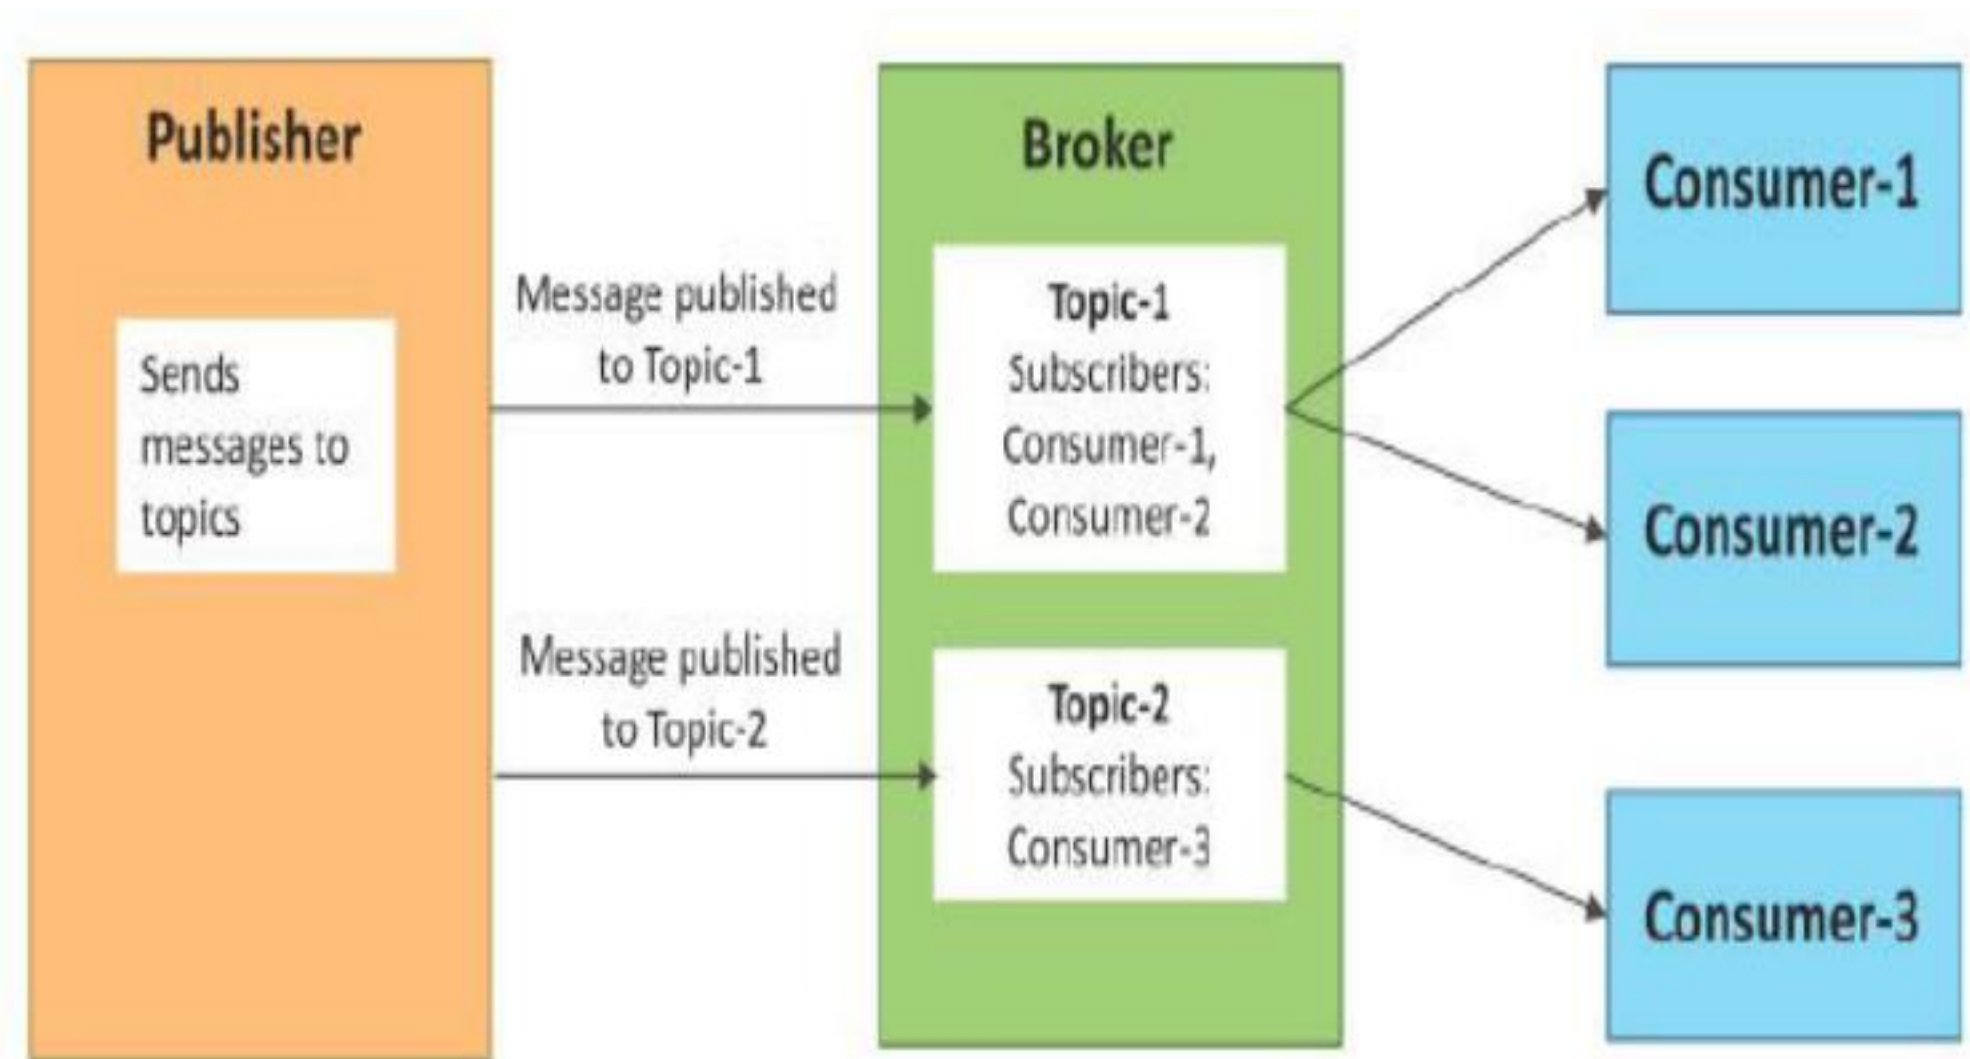 Publisher
Sends
messages to
topics
Message published
to Topic-1
Message published
to Topic-2
Broker
Topic-1
Subscribers:
Consumer-1,
Consumer-2
Topic-2
Subscribers:
Consumer-3
Consumer-1
Consumer-2
Consumer-3